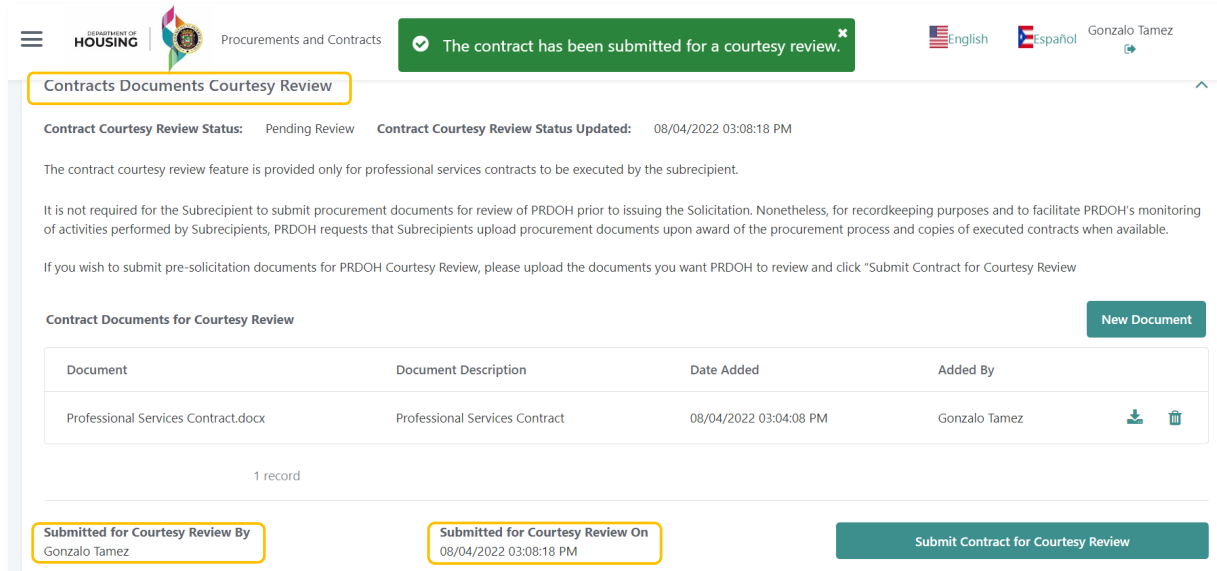 DEPARTMENT OF
HOUSING
Procurements and Contracts
The contract has been submitted for a courtesy review.
English
Español
Gonzalo Tamez
Contracts Documents Courtesy Review
Contract Courtesy Review Status: Pending Review Contract Courtesy Review Status Updated: 08/04/2022 03:08:18 PM
The contract courtesy review feature is provided only for professional services contracts to be executed by the subrecipient.
It is not required for the Subrecipient to submit procurement documents for review of PRDOH prior to issuing the Solicitation. Nonetheless, for recordkeeping purposes and to facilitate PRDOH's monitoring
of activities performed by Subrecipients, PRDOH requests that Subrecipients upload procurement documents upon award of the procurement process and copies of executed contracts when available.
If you wish to submit pre-solicitation documents for PRDOH Courtesy Review, please upload the documents you want PRDOH to review and click "Submit Contract for Courtesy Review
Contract Documents for Courtesy Review
New Document
Document Document Description Date Added Added By
Professional Services Contract.docx Professional Services Contract 08/04/2022 03:04:08 PM Gonzalo Tamez
1 record
Submitted for Courtesy Review By
Gonzalo Tamez
Submitted for Courtesy Review On
08/04/2022 03:08:18 PM
Submit Contract for Courtesy Review